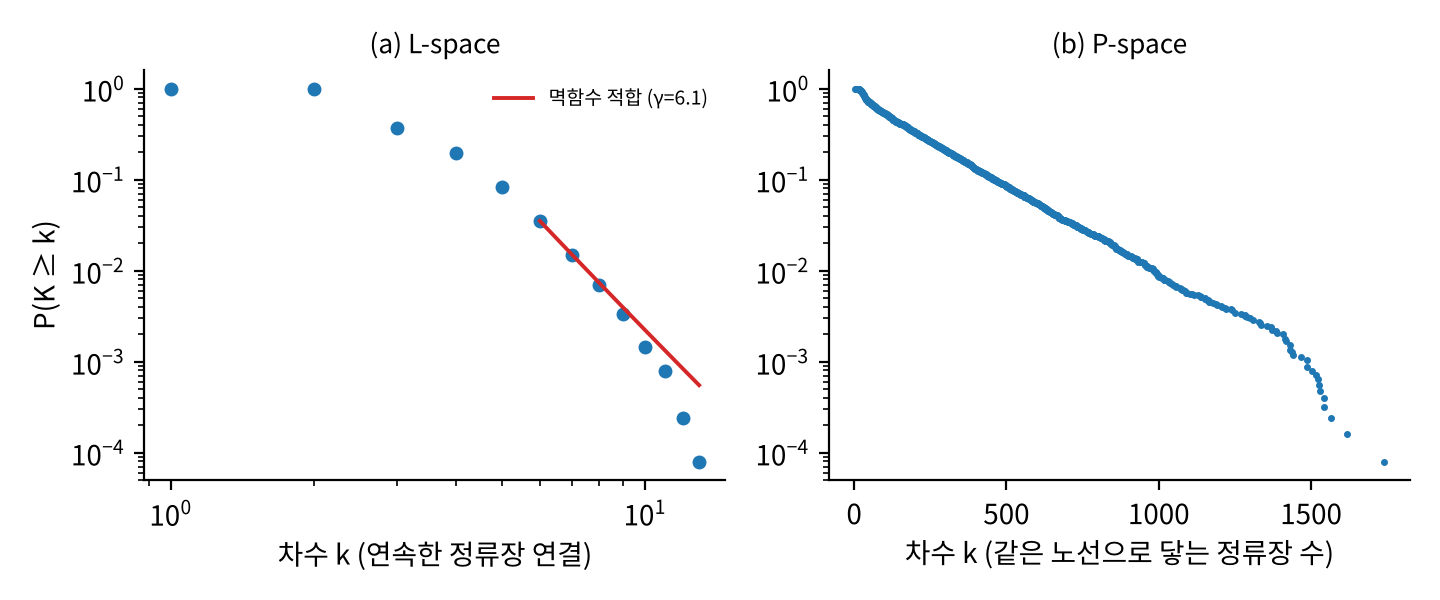 (a) L-space
P(K ≥ k)
10⁰
10⁻¹
10⁻²
10⁻³
10⁻⁴
멱함수 적합 (γ=6.1)
10⁰ 10¹
차수 k (연속한 정류장 연결)
(b) P-space
10⁰
10⁻¹
10⁻²
10⁻³
10⁻⁴
0 500 1000 1500
차수 k (같은 노선으로 닿는 정류장 수)